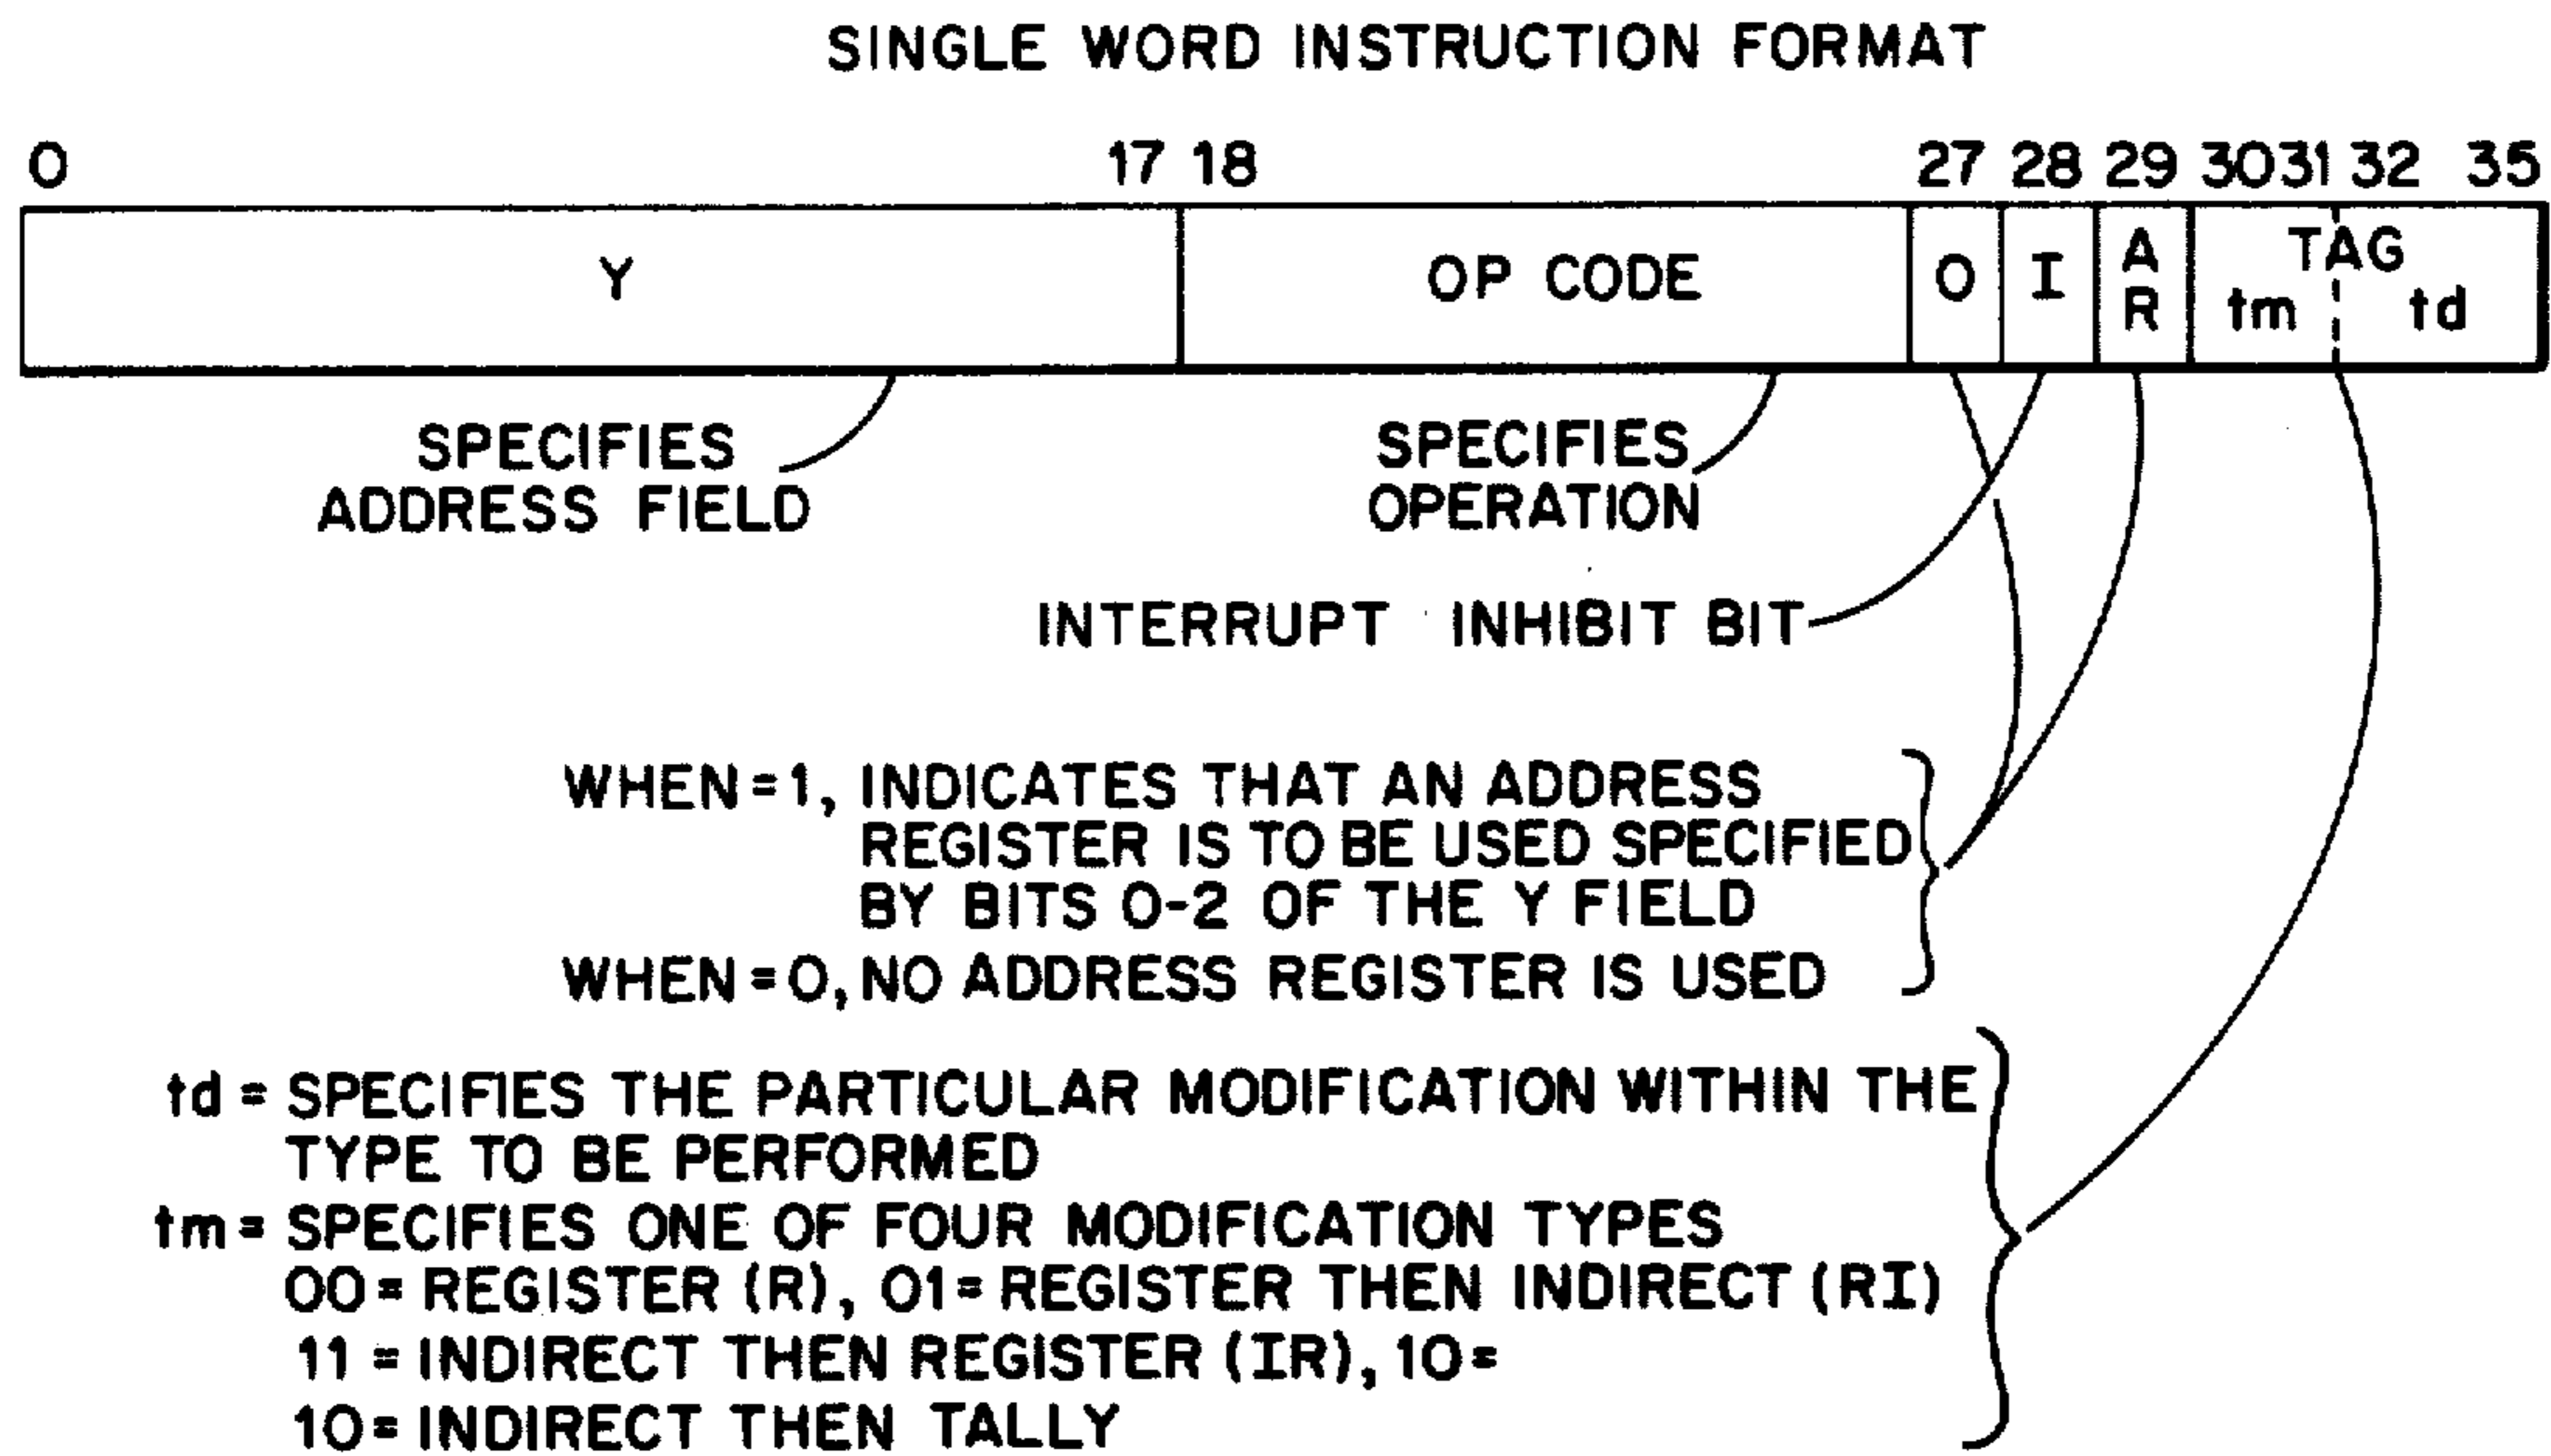 SINGLE WORD INSTRUCTION FORMAT
0 17 18 27 28 29 30 31 32 35
Y OP CODE O I A R TAG tm td
SPECIFIES
ADDRESS FIELD
SPECIFIES
OPERATION
INTERRUPT INHIBIT BIT
WHEN=1, INDICATES THAT AN ADDRESS
REGISTER IS TO BE USED SPECIFIED
BY BITS 0-2 OF THE Y FIELD
WHEN=0, NO ADDRESS REGISTER IS USED
td = SPECIFIES THE PARTICULAR MODIFICATION WITHIN THE
TYPE TO BE PERFORMED
tm = SPECIFIES ONE OF FOUR MODIFICATION TYPES
00= REGISTER (R), 01= REGISTER THEN INDIRECT (RI)
11 = INDIRECT THEN REGISTER (IR), 10=
10= INDIRECT THEN TALLY